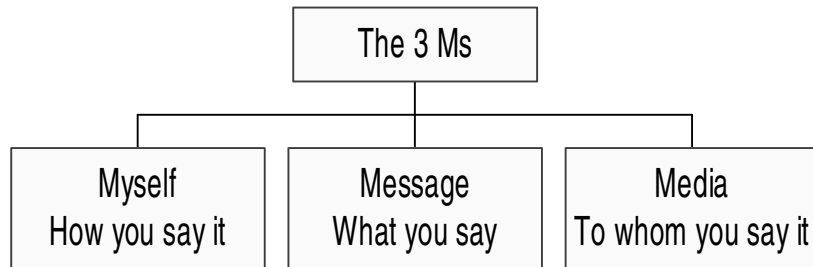 The 3 Ms
Myself
How you say it
Message
What you say
Media
To whom you say it